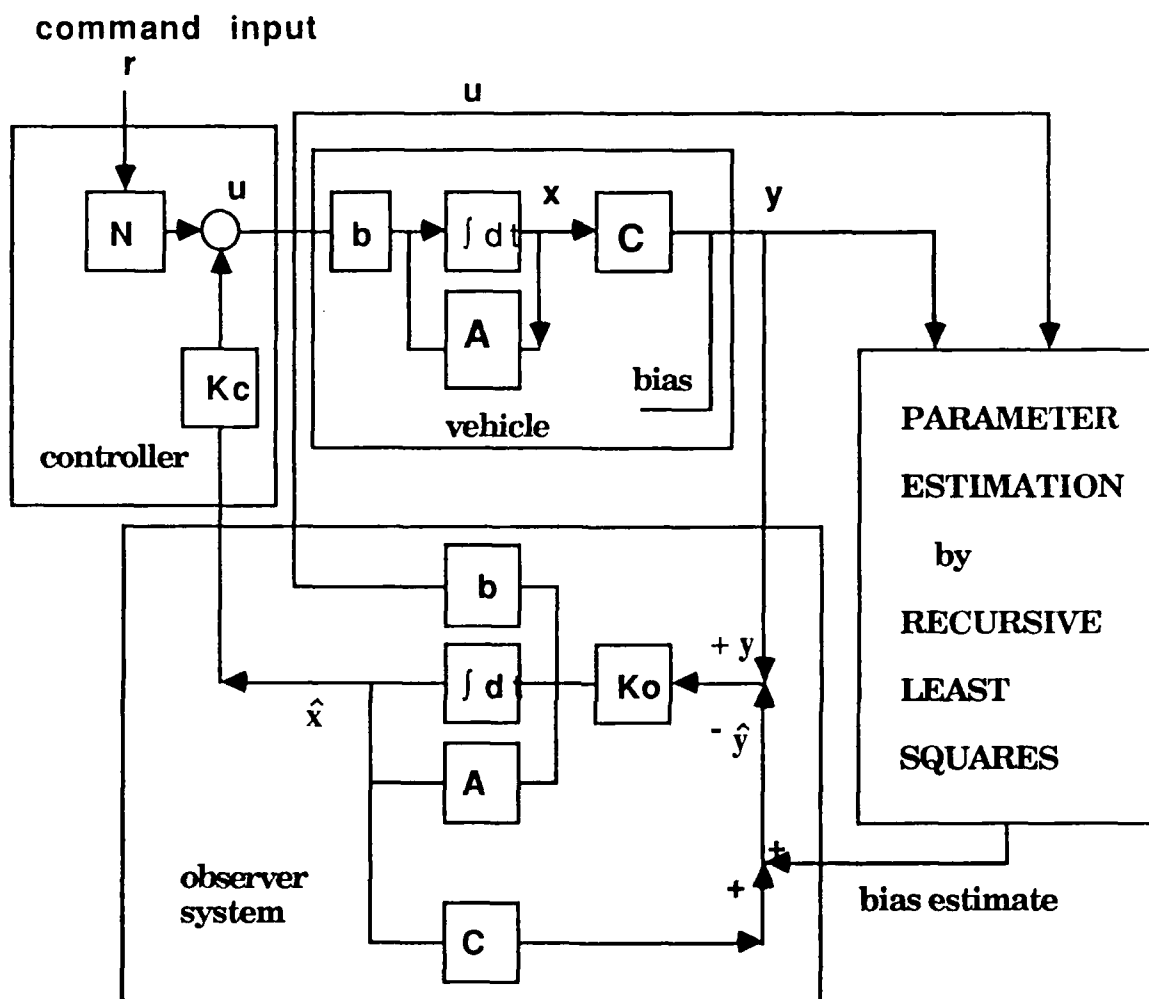 command input
r
u
N
u
b
∫ dt
x
C
y
A
Kc
bias
vehicle
controller
PARAMETER
ESTIMATION
by
RECURSIVE
LEAST
SQUARES
b
∫ dt
Ko
+ y
- ŷ
x̂
A
observer
system
C
+
+
bias estimate